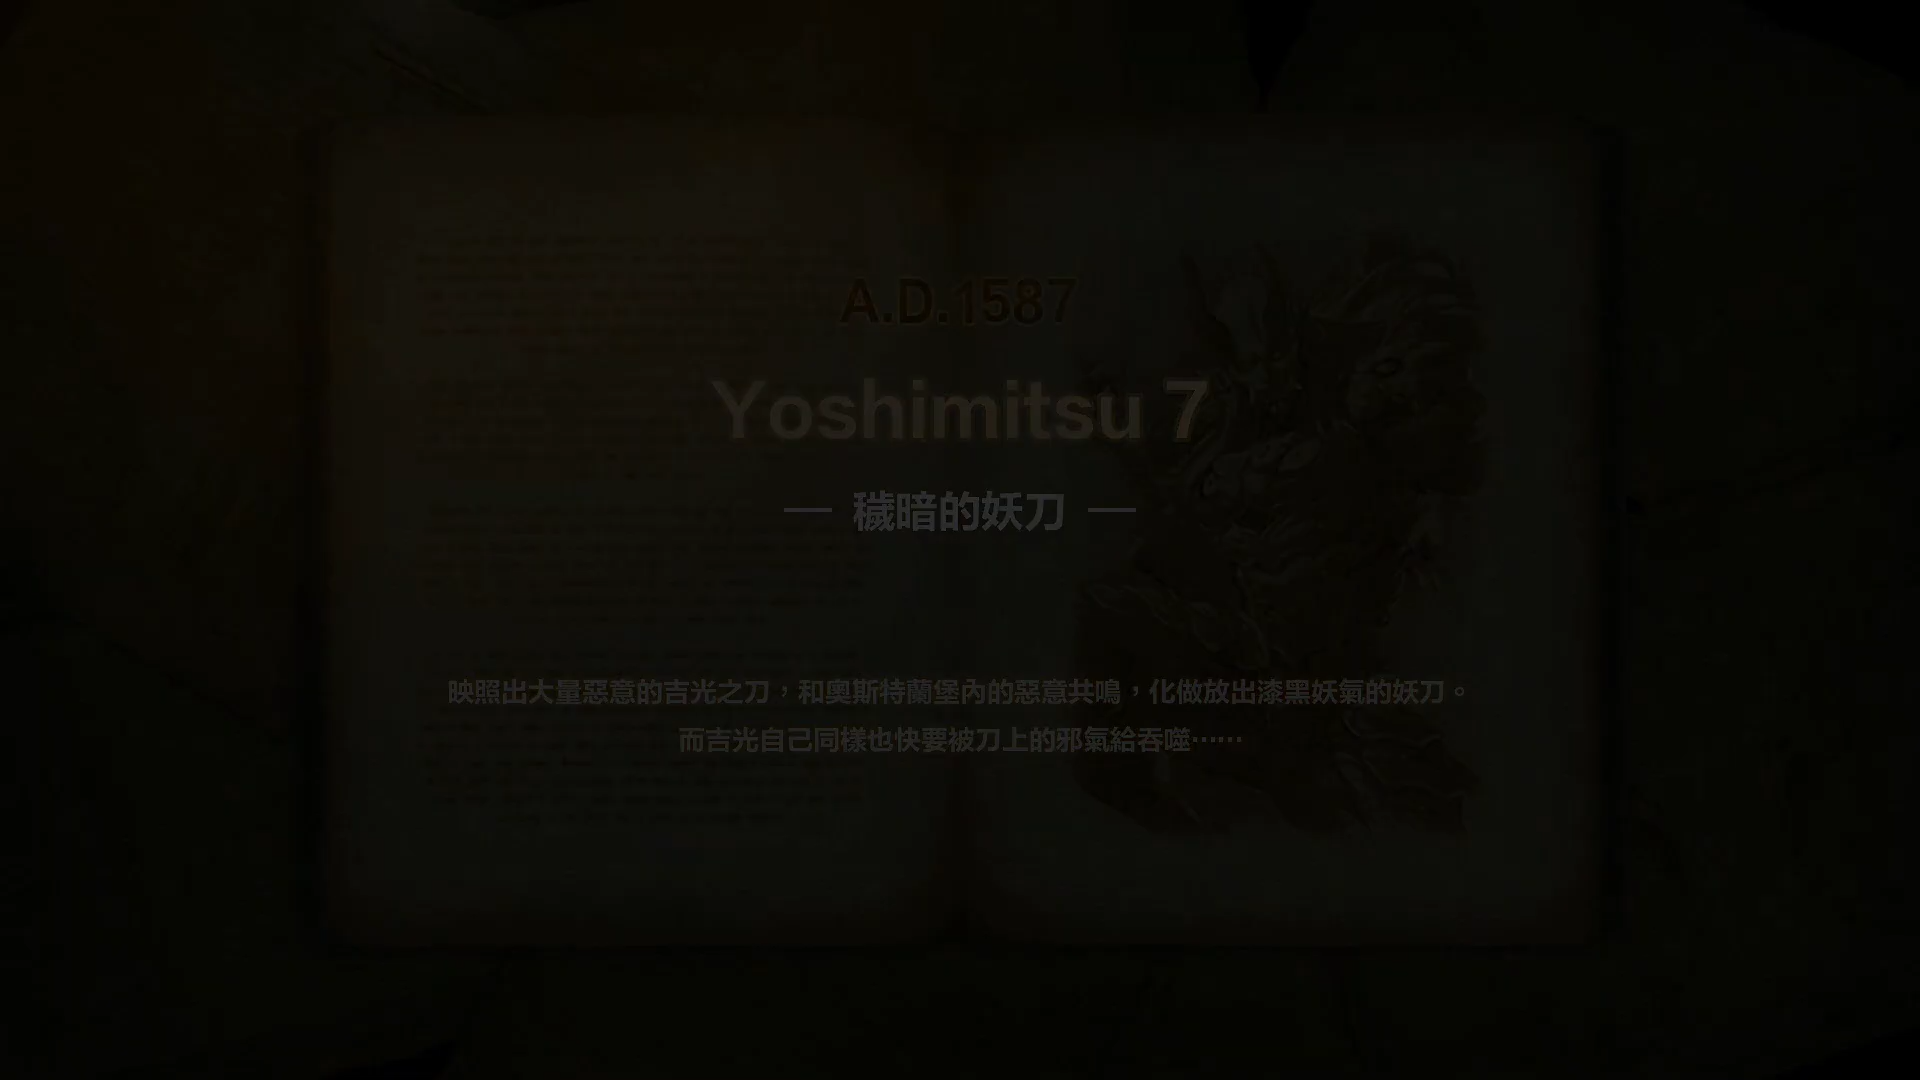 A.D.1587
Yoshimitsu 7
— 穢暗的妖刀 —
映照出大量惡意的吉光之刀，和奧斯特蘭堡內的惡意共鳴，化做放出漆黑妖氣的妖刀。
而吉光自己同樣也快要被刀上的邪氣給吞噬⋯⋯